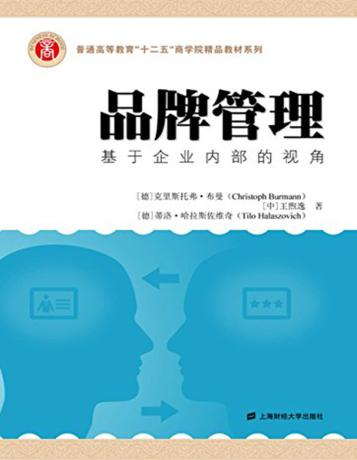 商
普通高等教育“十二五”商学院精品教材系列
品牌管理
基于企业内部的视角
[德]克里斯托弗·布曼（Christoph Burmann）
[中]王煦逸 著
[德]蒂洛·哈拉斯佐维奇（Tilo Halaszovich）
上海财经大学出版社